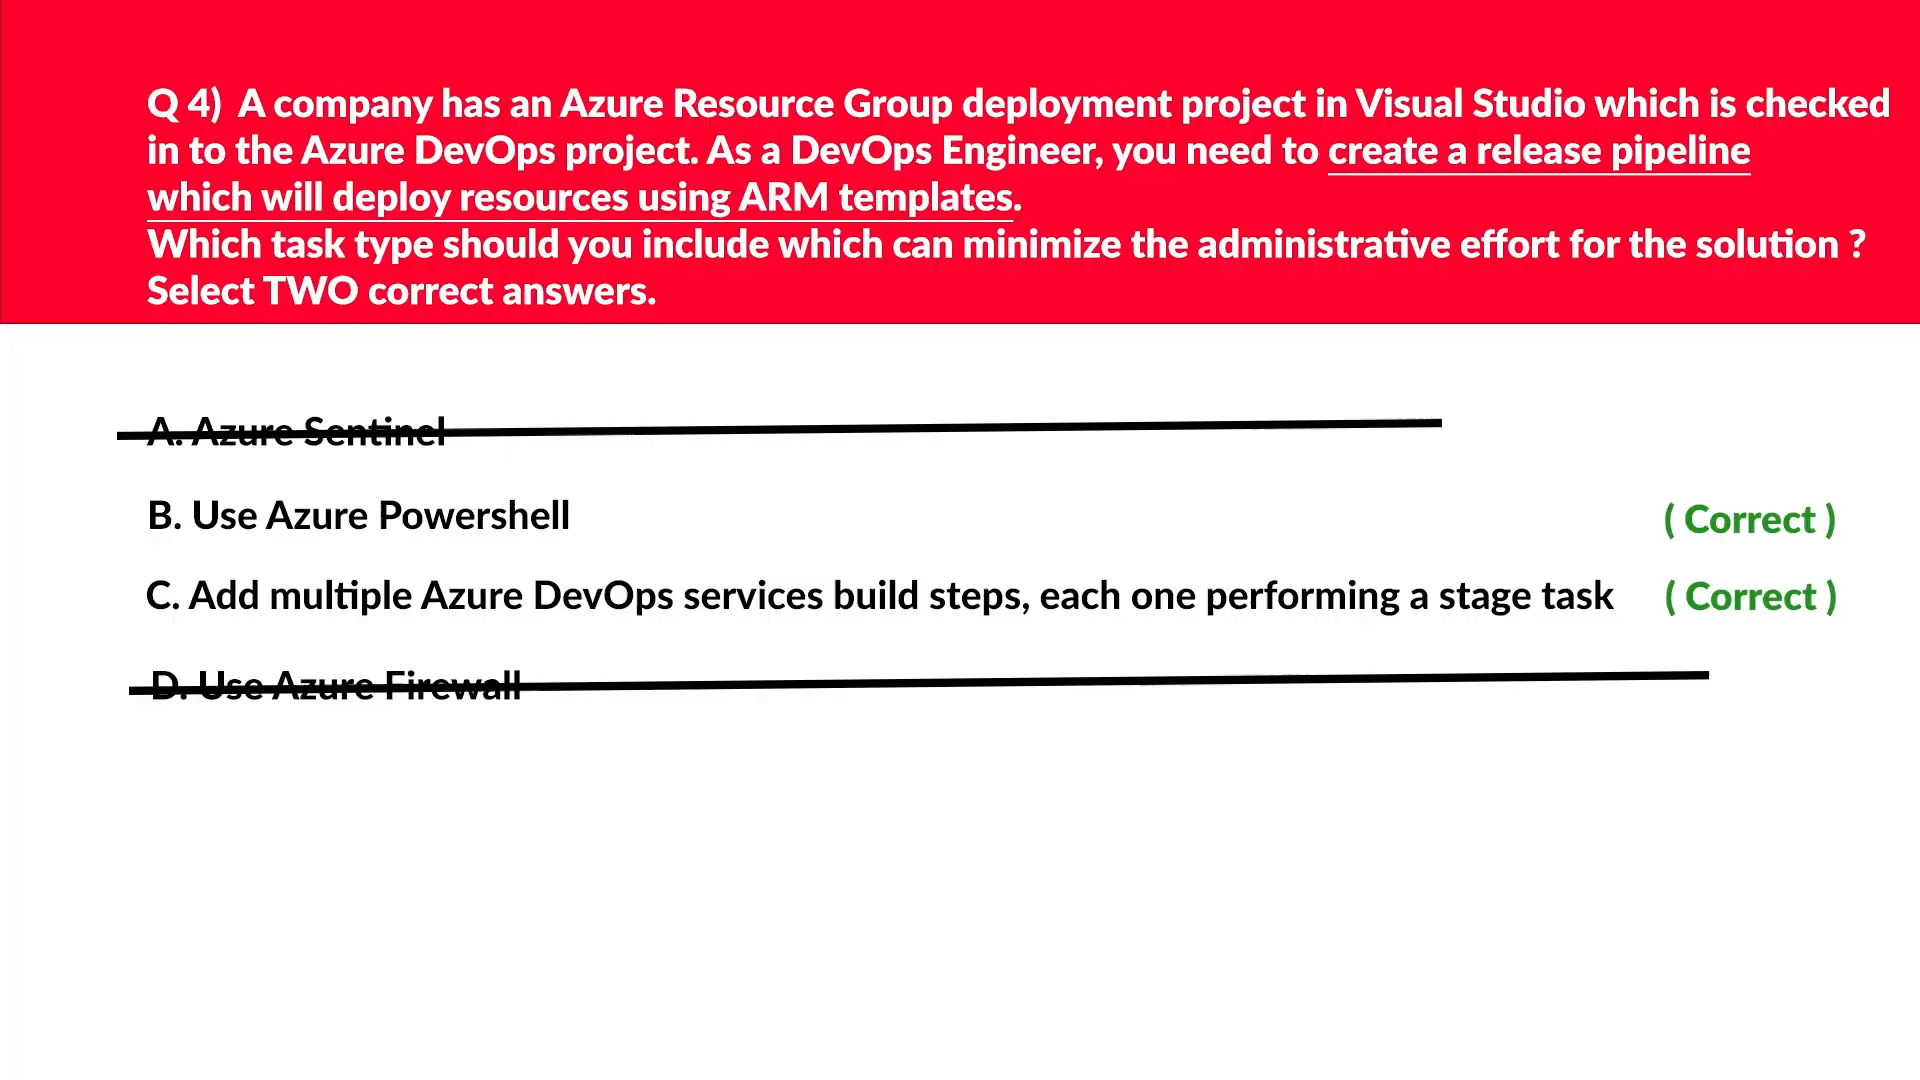 Q 4) A company has an Azure Resource Group deployment project in Visual Studio which is checked
in to the Azure DevOps project. As a DevOps Engineer, you need to create a release pipeline
which will deploy resources using ARM templates.
Which task type should you include which can minimize the administrative effort for the solution ?
Select TWO correct answers.
A. Azure Sentinel
B. Use Azure Powershell ( Correct )
C. Add multiple Azure DevOps services build steps, each one performing a stage task ( Correct )
D. Use Azure Firewall